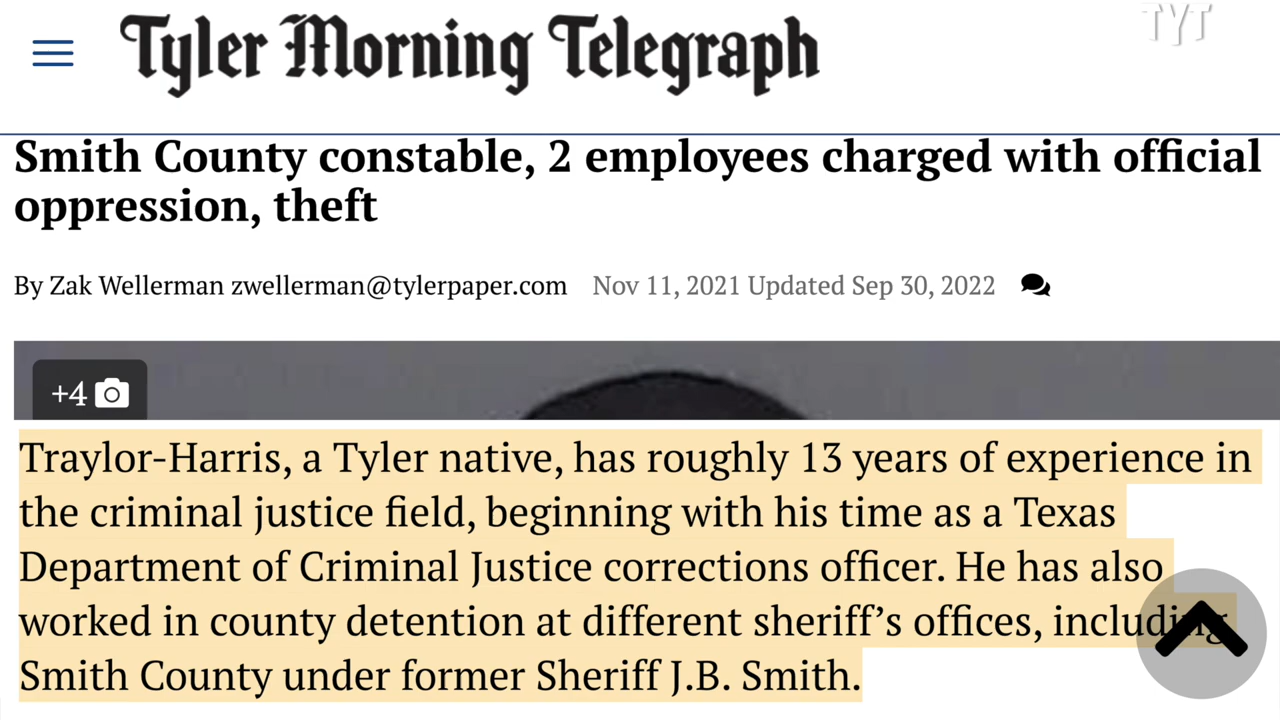 TYT
Tyler Morning Telegraph
Smith County constable, 2 employees charged with official
oppression, theft
By Zak Wellerman zwellerman@tylerpaper.com Nov 11, 2021 Updated Sep 30, 2022
+4
Traylor-Harris, a Tyler native, has roughly 13 years of experience in
the criminal justice field, beginning with his time as a Texas
Department of Criminal Justice corrections officer. He has also
worked in county detention at different sheriff’s offices, including
Smith County under former Sheriff J.B. Smith.